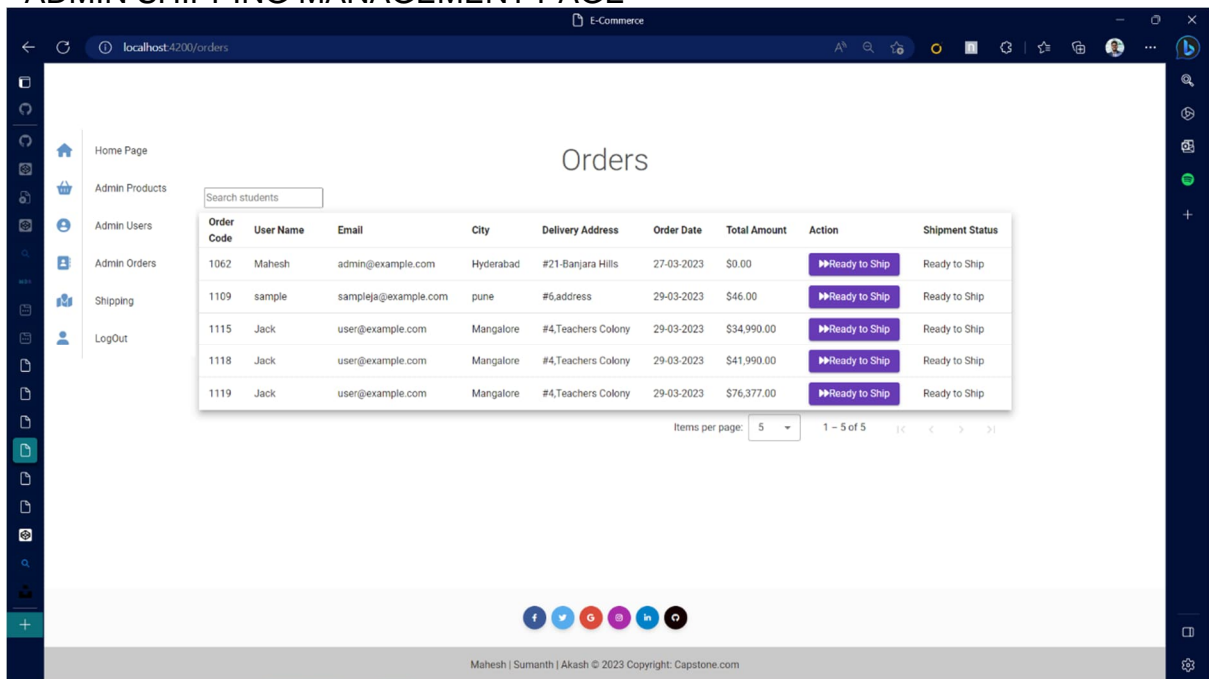 ADMIN SHIPPING MANAGEMENT PAGE
E-Commerce
localhost:4200/orders
Home Page
Orders
Admin Products
Search students
Admin Users
Order Code User Name Email City Delivery Address Order Date Total Amount Action Shipment Status
Admin Orders
1062 Mahesh admin@example.com Hyderabad #21-Banjara Hills 27-03-2023 $0.00 Ready to Ship Ready to Ship
Shipping
1109 sample sampleja@example.com pune #6,address 29-03-2023 $46.00 Ready to Ship Ready to Ship
LogOut
1115 Jack user@example.com Mangalore #4,Teachers Colony 29-03-2023 $34,990.00 Ready to Ship Ready to Ship
1118 Jack user@example.com Mangalore #4,Teachers Colony 29-03-2023 $41,990.00 Ready to Ship Ready to Ship
1119 Jack user@example.com Mangalore #4,Teachers Colony 29-03-2023 $76,377.00 Ready to Ship Ready to Ship
Items per page: 5 1 – 5 of 5
Mahesh | Sumanth | Akash © 2023 Copyright: Capstone.com